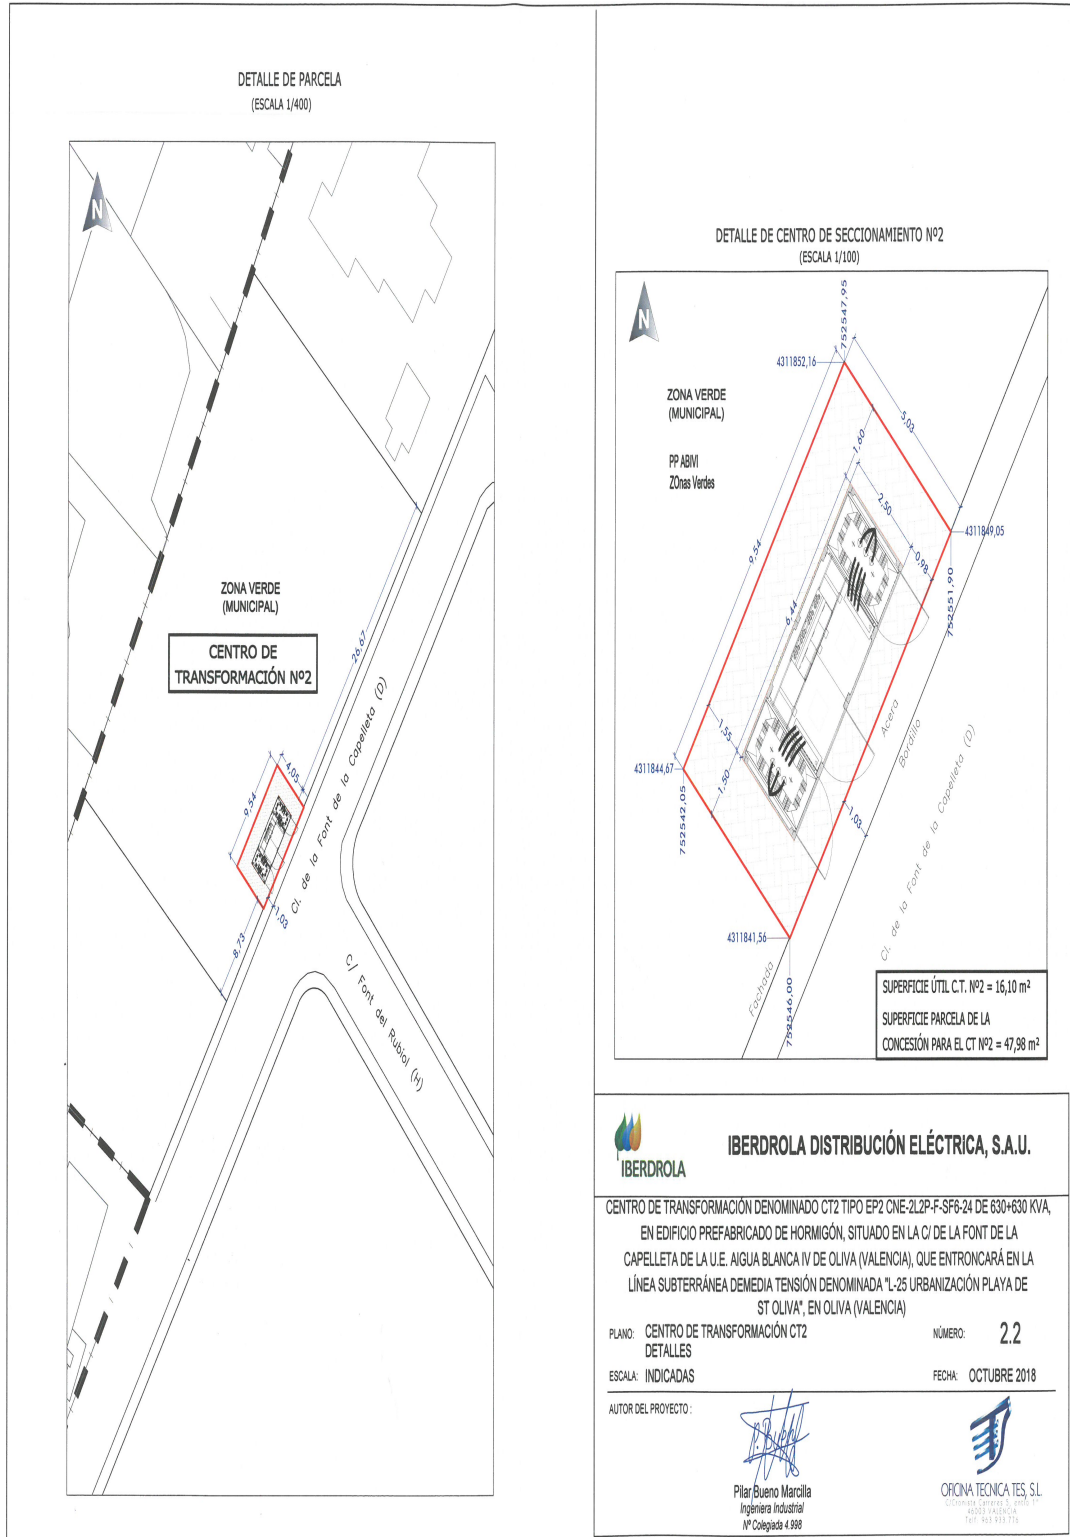 DETALLE DE PARCELA
(ESCALA 1/400)
N
ZONA VERDE
(MUNICIPAL)
CENTRO DE
TRANSFORMACIÓN Nº2
26,67
4,05
9,54
1,03
8,73
Cl. de la Font de la Capelleta (D)
C/ Font del Rubiol (H)
DETALLE DE CENTRO DE SECCIONAMIENTO Nº2
(ESCALA 1/100)
N
752547,95
4311852,16
ZONA VERDE
(MUNICIPAL)
PP ABIVI
ZOnas Verdes
5,03
1,60
2,50
0,98
4311849,05
752551,90
9,54
6,44
1,55
1,50
4311844,67
752542,05
1,03
4311841,56
752546,00
Acera
Bordillo
Fachada
Cl. de la Font de la Capelleta (D)
SUPERFICIE ÚTIL C.T. Nº2 = 16,10 m²
SUPERFICIE PARCELA DE LA
CONCESIÓN PARA EL CT Nº2 = 47,98 m²
IBERDROLA
IBERDROLA DISTRIBUCIÓN ELÉCTRICA, S.A.U.
CENTRO DE TRANSFORMACIÓN DENOMINADO CT2 TIPO EP2 CNE-2L2P-F-SF6-24 DE 630+630 KVA,
EN EDIFICIO PREFABRICADO DE HORMIGÓN, SITUADO EN LA C/ DE LA FONT DE LA
CAPELLETA DE LA U.E. AIGUA BLANCA IV DE OLIVA (VALENCIA), QUE ENTRONCARÁ EN LA
LÍNEA SUBTERRÁNEA DEMEDIA TENSIÓN DENOMINADA "L-25 URBANIZACIÓN PLAYA DE
ST OLIVA", EN OLIVA (VALENCIA)
PLANO: CENTRO DE TRANSFORMACIÓN CT2
DETALLES
NÚMERO: 2.2
ESCALA: INDICADAS
FECHA: OCTUBRE 2018
AUTOR DEL PROYECTO :
Pilar Bueno Marcilla
Ingeniera Industrial
Nº Colegiada 4.998
OFICINA TECNICA TES, S.L.
46003 VALENCIA